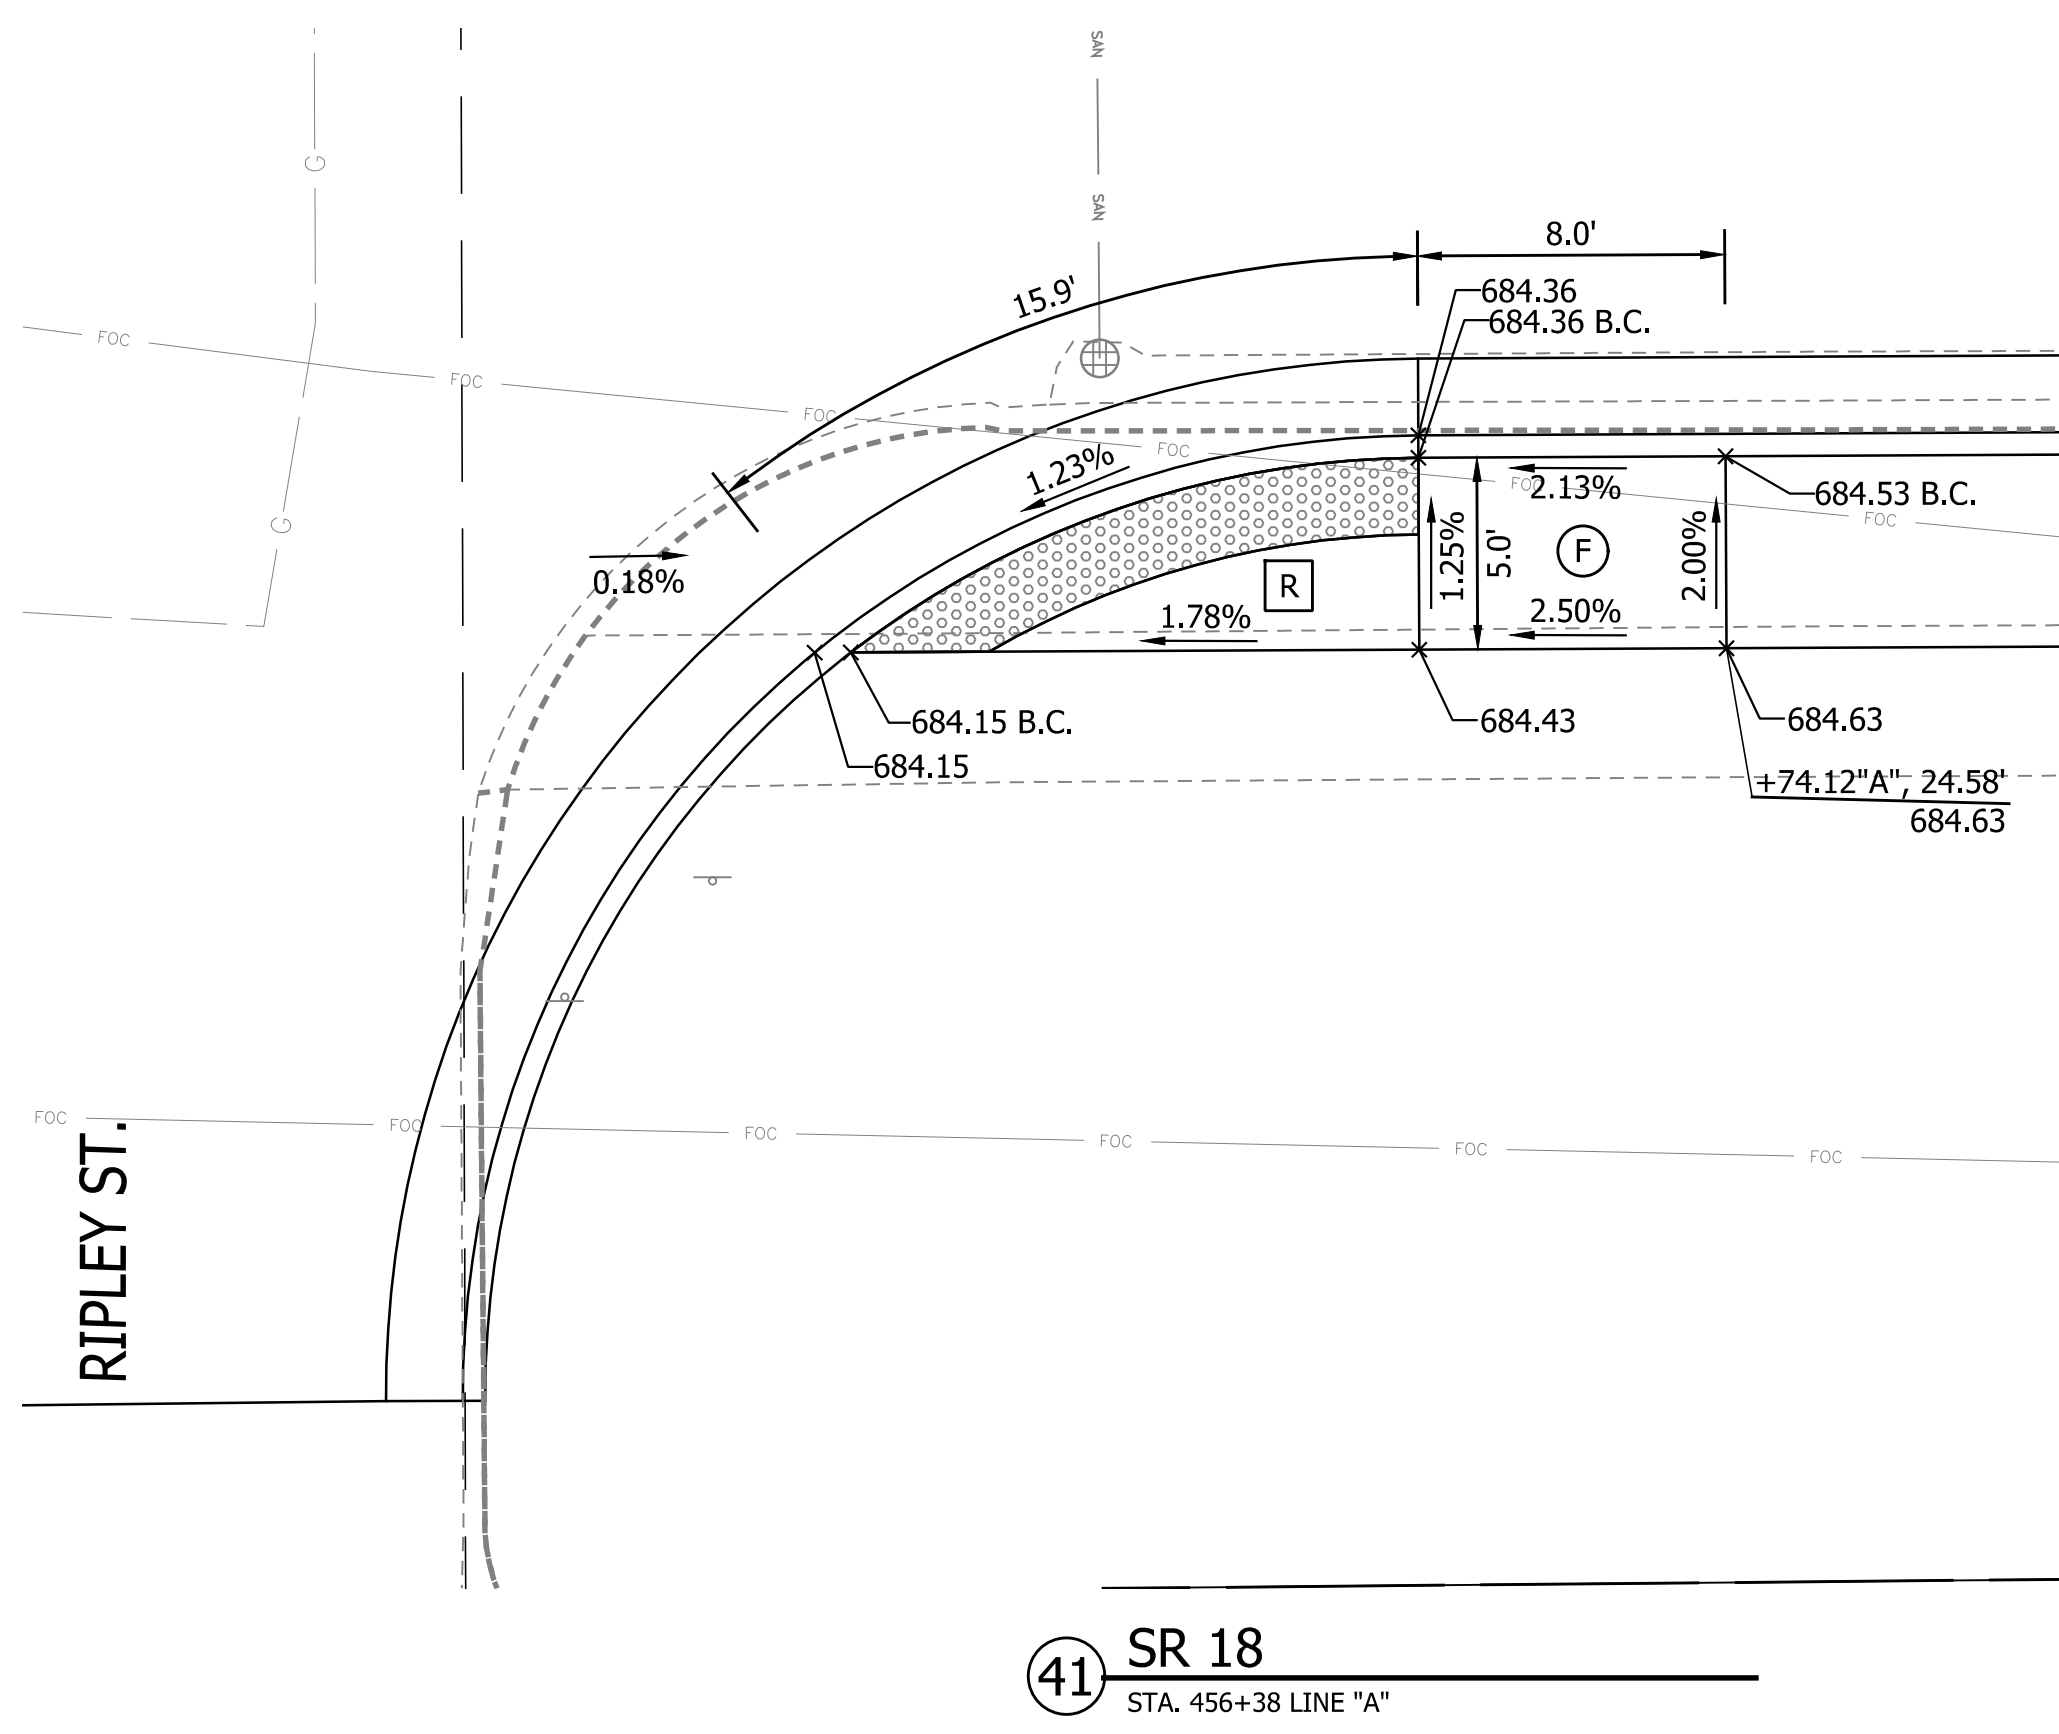 SAN
G
SAN
8.0'
15.9'
684.36
684.36 B.C.
FOC
FOC
FOC
FOC
1.23%
2.13%
FOC
684.53 B.C.
FOC
G
1.25%
5.0'
F
2.00%
0.18%
R
1.78%
2.50%
684.15 B.C.
684.43
684.63
684.15
+74.12"A", 24.58'
684.63
FOC
FOC
FOC
FOC
FOC
FOC
RIPLEY ST.
41
SR 18
STA. 456+38 LINE "A"